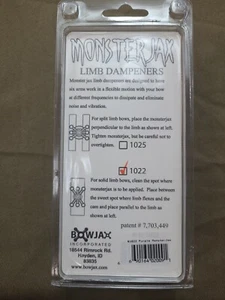 MONSTERJAX
LIMB DAMPENERS
Monster jax limb dampeners are designed to have
six sons work in a flexible motion with your bow
at different frequencies to dissipate and eliminate
noise and vibration.
For split limb bows, place the monsterjax
perpendicular to the limb as shown at left.
Tighten monsterjax, but be careful not to
overtighten.
1025
1022
For solid limb bows, clean the spot where
monsterjax is to be applied. Place between
the sweet spot where limb flexes and the
cam and place parallel to the limb as
shown at left.
patent # 7,703,449
BOWJAX
INCORPORATED
Hayden, ID
83835
www.bowjax.com